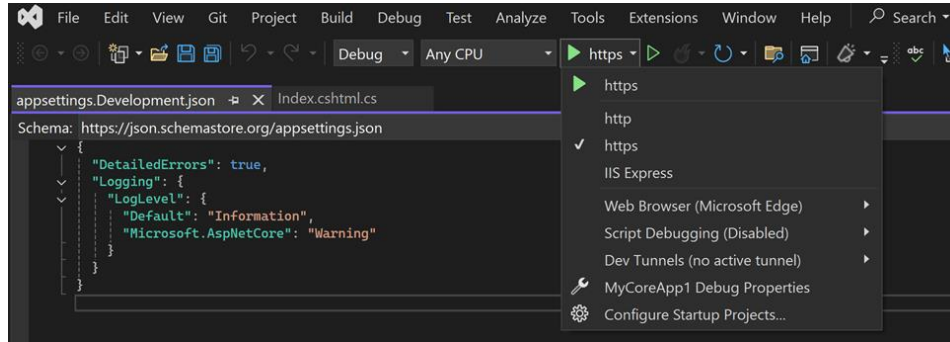 File Edit View Git Project Build Debug Test Analyze Tools Extensions Window Help Search
Debug Any CPU https
appsettings.Development.json Index.cshtml.cs
Schema: https://json.schemastore.org/appsettings.json
{
"DetailedErrors": true,
"Logging": {
"LogLevel": {
"Default": "Information",
"Microsoft.AspNetCore": "Warning"
}
}
}
https
http
https
IIS Express
Web Browser (Microsoft Edge)
Script Debugging (Disabled)
Dev Tunnels (no active tunnel)
MyCoreApp1 Debug Properties
Configure Startup Projects...